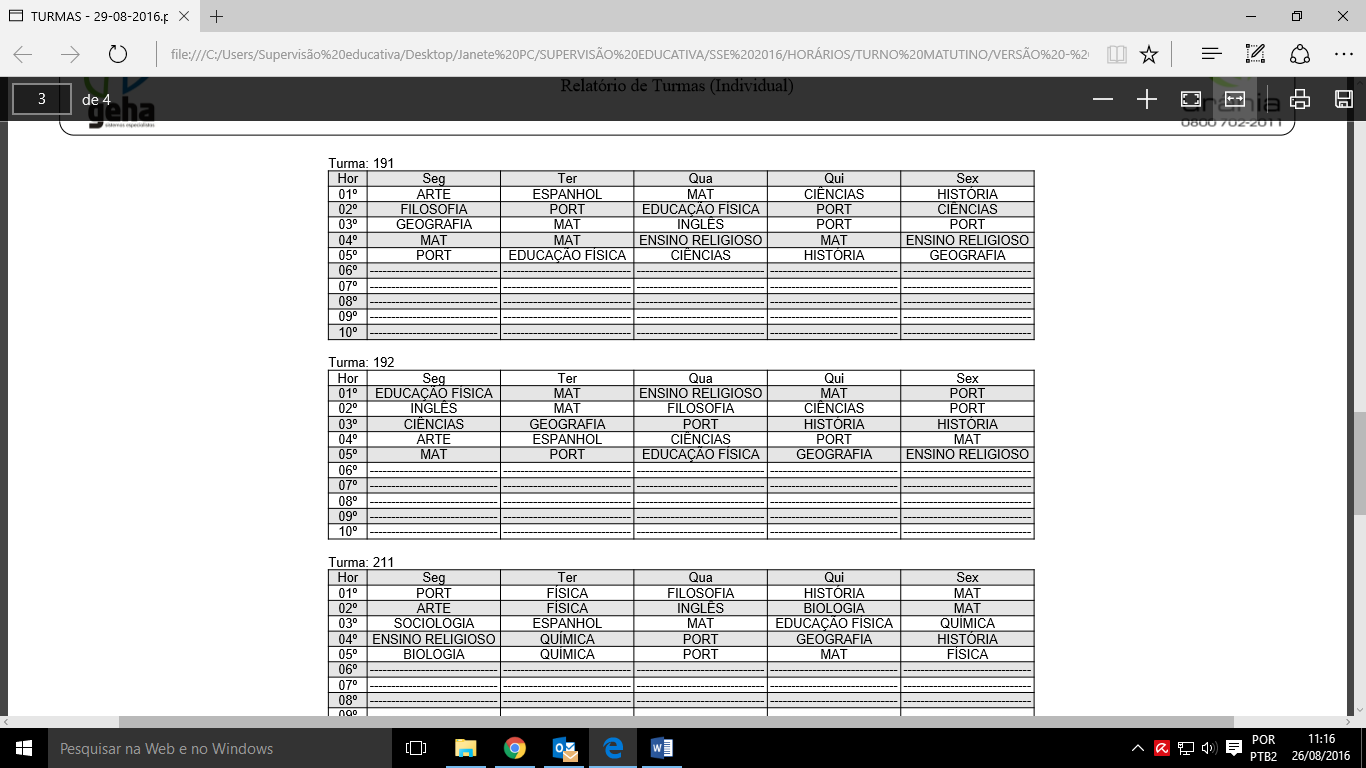 TURMAS - 29-08-2016.p
file:///C:/Users/Supervisão%20educativa/Desktop/Janete%20PC/SUPERVISÃO%20EDUCATIVA/SSE%202016/HORÁRIOS/TURNO%20MATUTINO/VERSÃO%20-%20
3 de 4
Relatório de Turmas (Individual)
geha
sistemas especialistas
urania
0800 702-2011
Turma: 191
Hor Seg Ter Qua Qui Sex
01º ARTE ESPANHOL MAT CIÊNCIAS HISTÓRIA
02º FILOSOFIA PORT EDUCAÇÃO FÍSICA PORT CIÊNCIAS
03º GEOGRAFIA MAT INGLÊS PORT PORT
04º MAT MAT ENSINO RELIGIOSO MAT ENSINO RELIGIOSO
05º PORT EDUCAÇÃO FÍSICA CIÊNCIAS HISTÓRIA GEOGRAFIA
06º
07º
08º
09º
10º
Turma: 192
Hor Seg Ter Qua Qui Sex
01º EDUCAÇÃO FÍSICA MAT ENSINO RELIGIOSO MAT PORT
02º INGLÊS MAT FILOSOFIA CIÊNCIAS PORT
03º CIÊNCIAS GEOGRAFIA PORT HISTÓRIA HISTÓRIA
04º ARTE ESPANHOL CIÊNCIAS PORT MAT
05º MAT PORT EDUCAÇÃO FÍSICA GEOGRAFIA ENSINO RELIGIOSO
06º
07º
08º
09º
10º
Turma: 211
Hor Seg Ter Qua Qui Sex
01º PORT FÍSICA FILOSOFIA HISTÓRIA MAT
02º ARTE FÍSICA INGLÊS BIOLOGIA MAT
03º SOCIOLOGIA ESPANHOL MAT EDUCAÇÃO FÍSICA QUÍMICA
04º ENSINO RELIGIOSO QUÍMICA PORT GEOGRAFIA HISTÓRIA
05º BIOLOGIA QUÍMICA PORT MAT FÍSICA
06º
07º
08º
09º
Pesquisar na Web e no Windows
POR
PTB2
11:16
26/08/2016